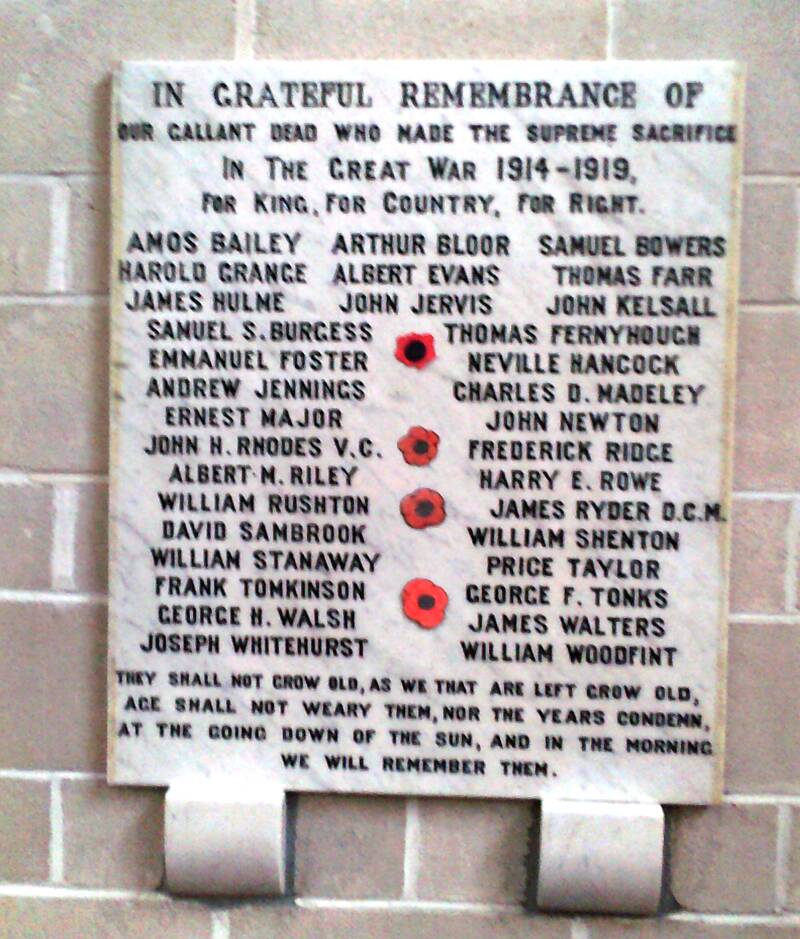 IN GRATEFUL REMEMBRANCE OF
OUR GALLANT DEAD WHO MADE THE SUPREME SACRIFICE
IN THE GREAT WAR 1914-1919,
FOR KING, FOR COUNTRY, FOR RIGHT.
AMOS BAILEY ARTHUR BLOOR SAMUEL BOWERS
HAROLD GRANGE ALBERT EVANS THOMAS FARR
JAMES HULME JOHN JERVIS JOHN KELSALL
SAMUEL S. BURGESS THOMAS FERNYHOUGH
EMMANUEL FOSTER NEVILLE HANCOCK
ANDREW JENNINGS CHARLES D. MADELEY
ERNEST MAJOR JOHN NEWTON
JOHN H. RHODES V.C. FREDERICK RIDGE
ALBERT M. RILEY HARRY E. ROWE
WILLIAM RUSHTON JAMES RYDER D.C.M.
DAVID SAMBROOK WILLIAM SHENTON
WILLIAM STANAWAY PRICE TAYLOR
FRANK TOMKINSON GEORGE F. TONKS
GEORGE H. WALSH JAMES WALTERS
JOSEPH WHITEHURST WILLIAM WOODFINT
THEY SHALL NOT GROW OLD, AS WE THAT ARE LEFT GROW OLD,
AGE SHALL NOT WEARY THEM, NOR THE YEARS CONDEMN,
AT THE GOING DOWN OF THE SUN, AND IN THE MORNING
WE WILL REMEMBER THEM.